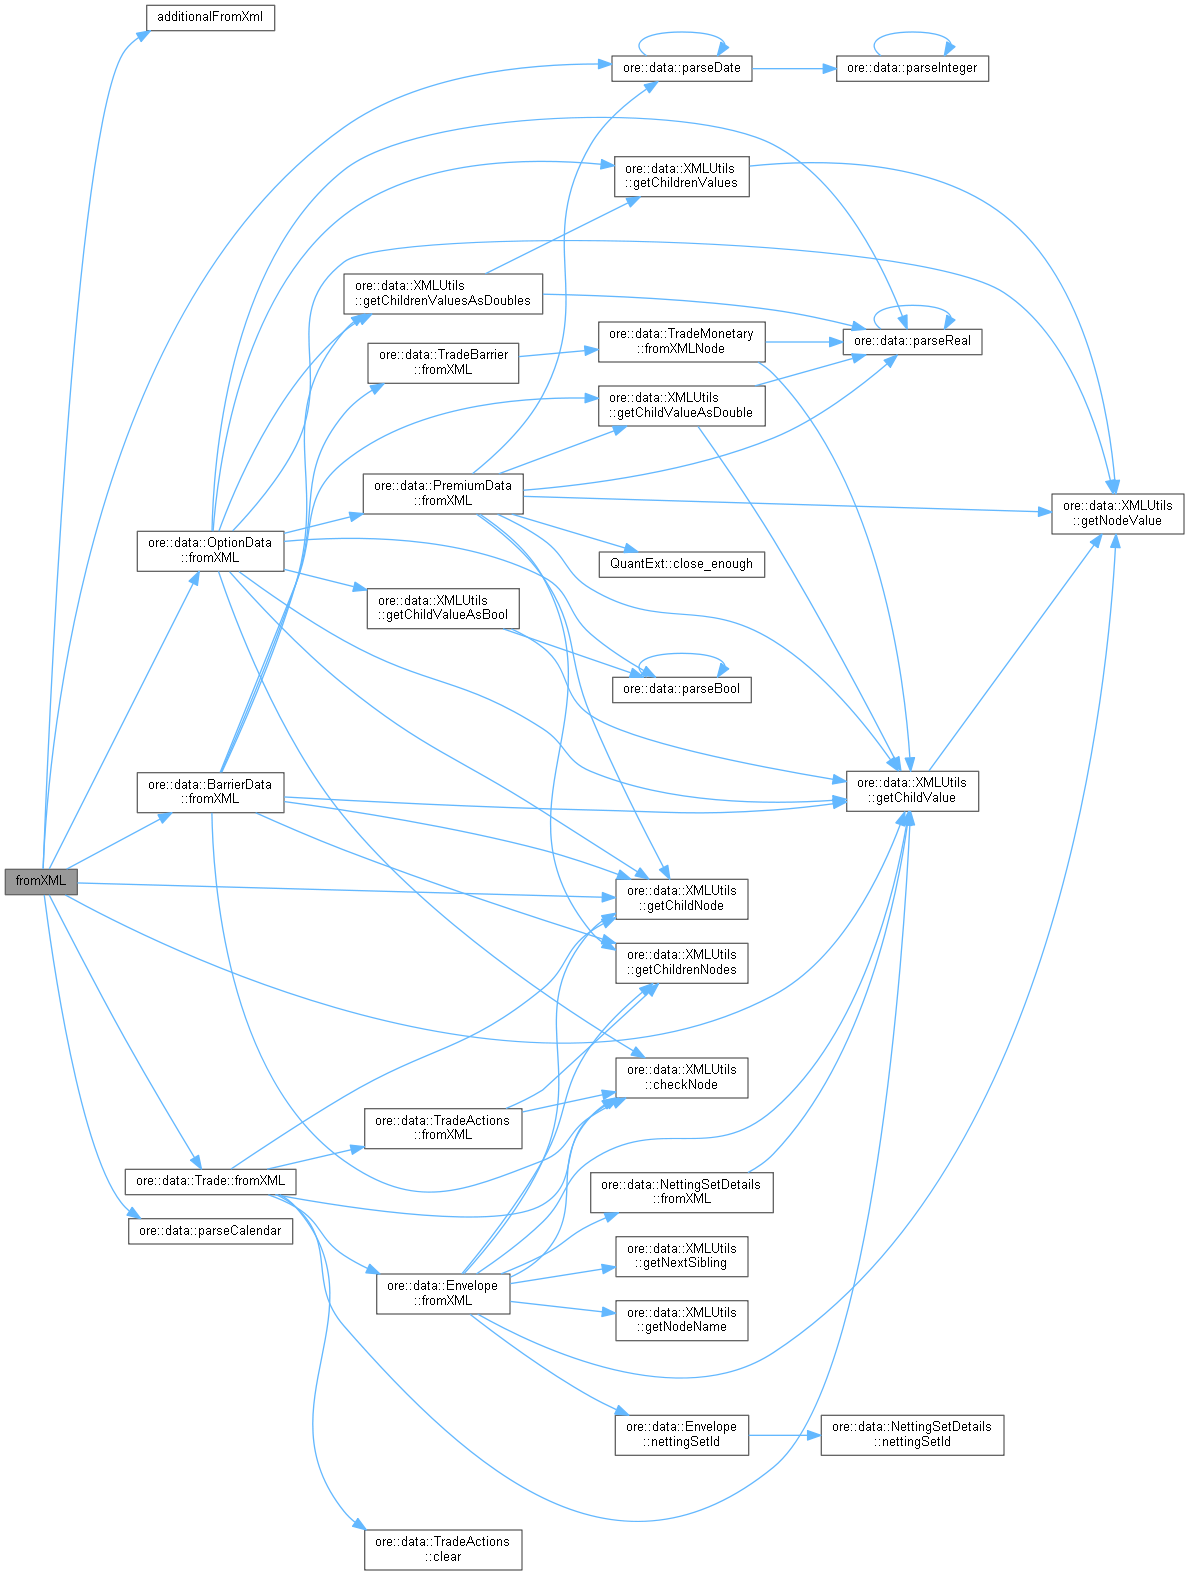 additionalFromXml
ore::data::parseDate
ore::data::parseInteger
ore::data::XMLUtils
::getChildrenValues
ore::data::XMLUtils
::getChildrenValuesAsDoubles
ore::data::TradeMonetary
::fromXMLNode
ore::data::parseReal
ore::data::TradeBarrier
::fromXML
ore::data::XMLUtils
::getChildValueAsDouble
ore::data::PremiumData
::fromXML
ore::data::XMLUtils
::getNodeValue
ore::data::OptionData
::fromXML
QuantExt::close_enough
ore::data::XMLUtils
::getChildValueAsBool
ore::data::parseBool
ore::data::BarrierData
::fromXML
ore::data::XMLUtils
::getChildValue
fromXML
ore::data::XMLUtils
::getChildNode
ore::data::XMLUtils
::getChildrenNodes
ore::data::XMLUtils
::checkNode
ore::data::TradeActions
::fromXML
ore::data::Trade::fromXML
ore::data::NettingSetDetails
::fromXML
ore::data::parseCalendar
ore::data::XMLUtils
::getNextSibling
ore::data::Envelope
::fromXML
ore::data::XMLUtils
::getNodeName
ore::data::Envelope
::nettingSetId
ore::data::NettingSetDetails
::nettingSetId
ore::data::TradeActions
::clear